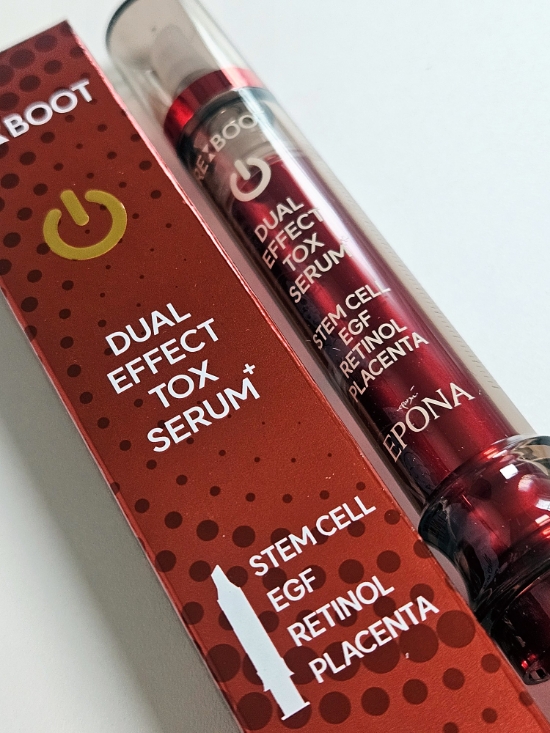 BOOT
DUAL
EFFECT
TOX
SERUM+
STEM CELL
EGF
RETINOL
PLACENTA
REBOOT
DUAL
EFFECT
TOX
SERUM
STEM CELL
EGF
RETINOL
PLACENTA
EPONA